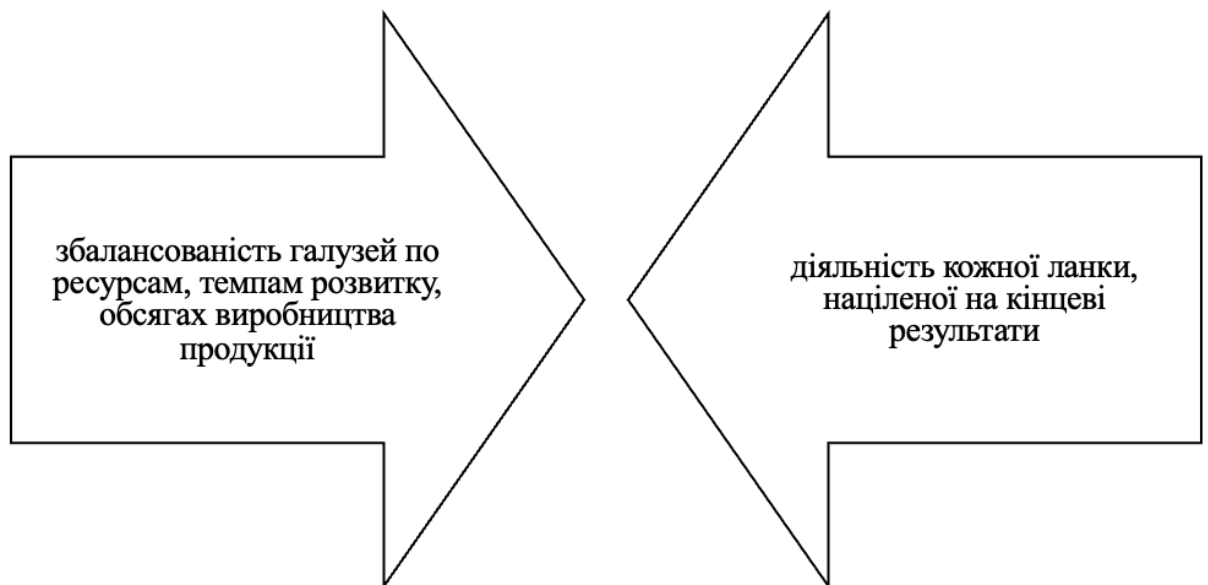 збалансованість галузей по
ресурсам, темпам розвитку,
обсягах виробництва
продукції
діяльність кожної ланки,
націленої на кінцеві
результати